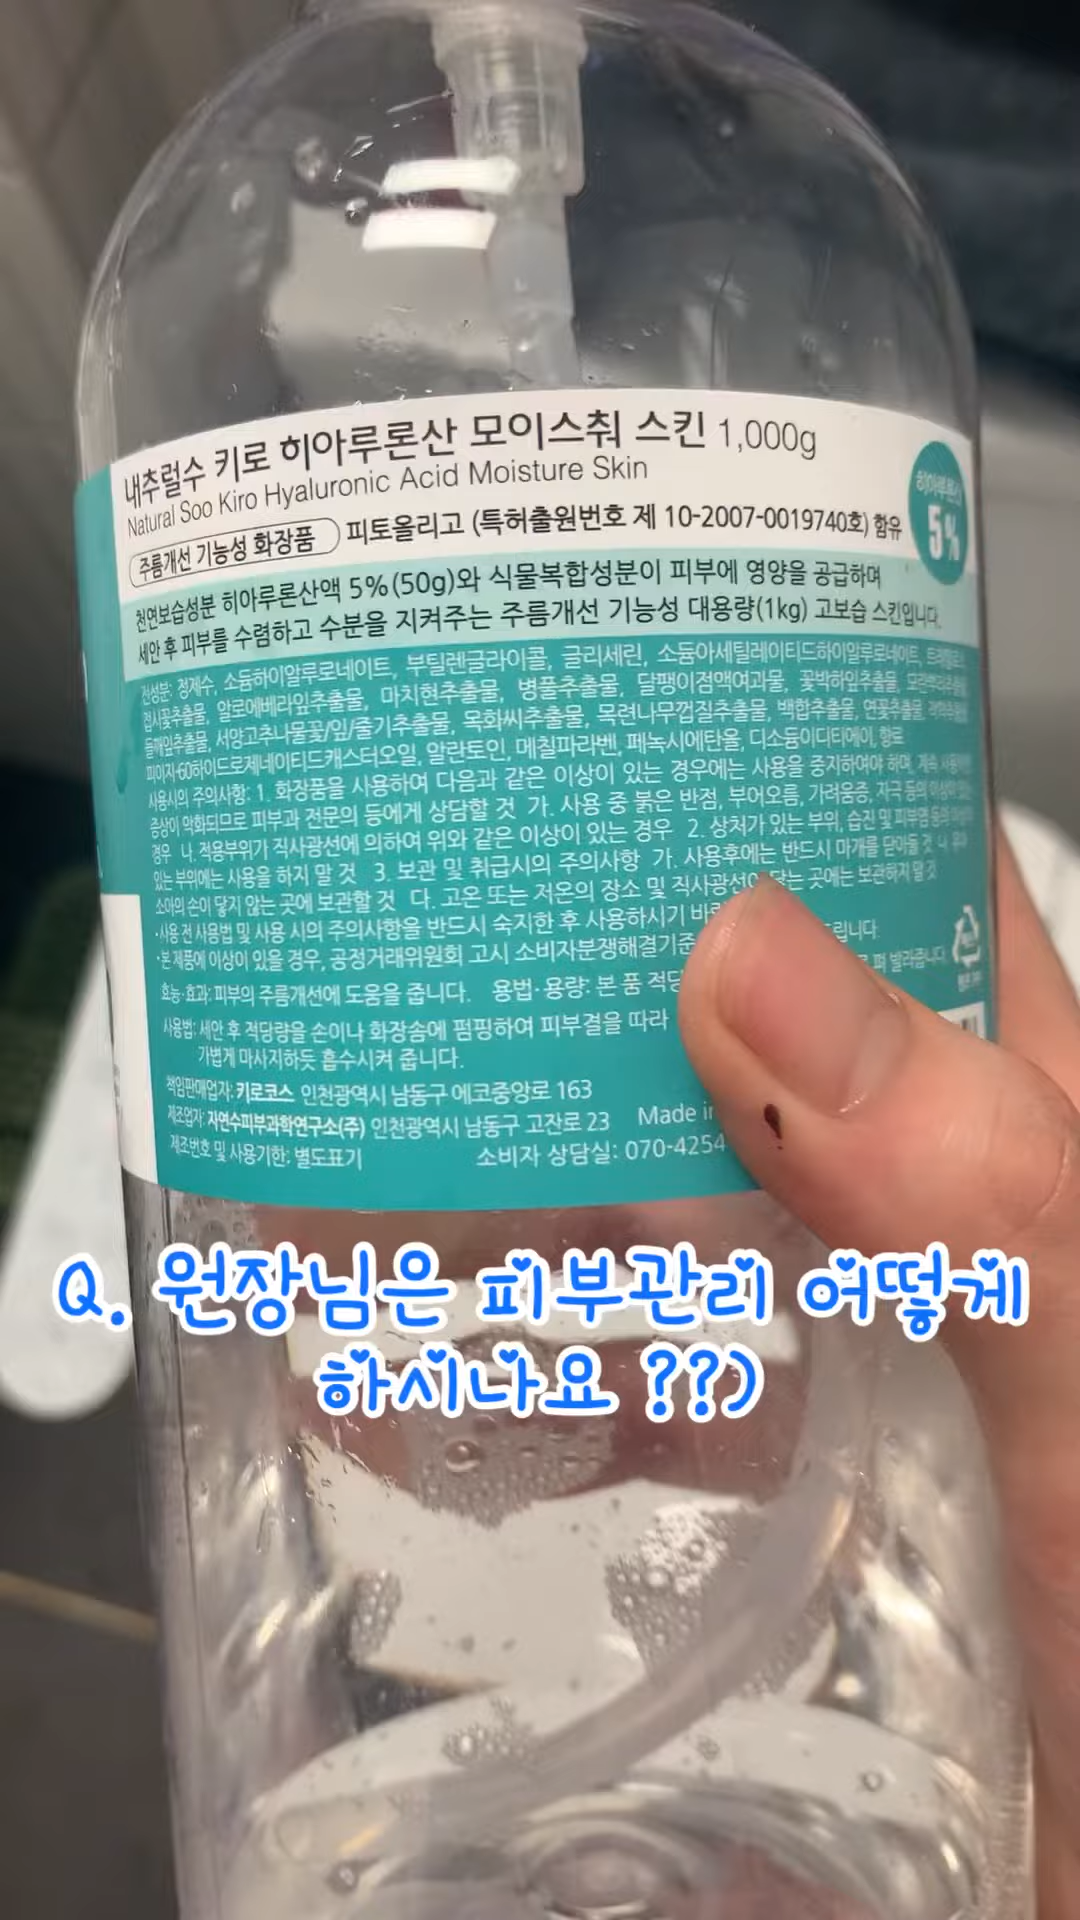 내추럴수 키로 히아루론산 모이스춰 스킨 1,000g
Natural Soo Kiro Hyaluronic Acid Moisture Skin
주름개선 기능성 화장품 피토올리고 (특허출원번호 제 10-2007-0019740호) 함유
히아루론산
5%
천연보습성분 히아루론산액 5%(50g)와 식물복합성분이 피부에 영양을 공급하며
세안 후 피부를 수렴하고 수분을 지켜주는 주름개선 기능성 대용량(1kg) 고보습 스킨입니다.
전성분: 정제수, 소듐하이알루로네이트, 부틸렌글라이콜, 글리세린, 소듐아세틸레이티드하이알루로네이트,
접시꽃추출물, 알로에베라잎추출물, 마치현추출물, 병풀추출물, 달팽이점액여과물, 꽃박하잎추출물,
들깨잎추출물, 서양고추나물꽃/잎/줄기추출물, 목화씨추출물, 목련나무껍질추출물, 백합추출물, 연꽃추출물,
피이지-60하이드로제네이티드캐스터오일, 알란토인, 메칠파라벤, 페녹시에탄올, 디소듐이디티에이, 향료
사용시의 주의사항: 1. 화장품을 사용하여 다음과 같은 이상이 있는 경우에는 사용을 중지하여야 하며, 계속 사용하면
증상이 악화되므로 피부과 전문의 등에게 상담할 것 가. 사용 중 붉은 반점, 부어오름, 가려움증, 자극 등의 이상이 있는
경우 나. 적용부위가 직사광선에 의하여 위와 같은 이상이 있는 경우 2. 상처가 있는 부위, 습진 및 피부염 등의 이상이
있는 부위에는 사용을 하지 말 것 3. 보관 및 취급시의 주의사항 가. 사용후에는 반드시 마개를 닫아둘 것 나. 유·
소아의 손이 닿지 않는 곳에 보관할 것 다. 고온 또는 저온의 장소 및 직사광선이 닿는 곳에는 보관하지 말 것
·사용 전 사용법 및 사용 시의 주의사항을 반드시 숙지한 후 사용하시기 바
·본 제품에 이상이 있을 경우, 공정거래위원회 고시 소비자분쟁해결기준 드립니다.
효능·효과: 피부의 주름개선에 도움을 줍니다. 용법·용량: 본 품 적당 펴 발라줍니다.
사용법: 세안 후 적당량을 손이나 화장솜에 펌핑하여 피부결을 따라
가볍게 마사지하듯 흡수시켜 줍니다.
책임판매업자: 키로코스 인천광역시 남동구 에코중앙로 163
제조업자: 자연수피부과학연구소(주) 인천광역시 남동구 고잔로 23 Made in
제조번호 및 사용기한: 별도표기 소비자 상담실: 070-4254
Q. 원장님은 피부관리 어떻게
하시나요 ??)